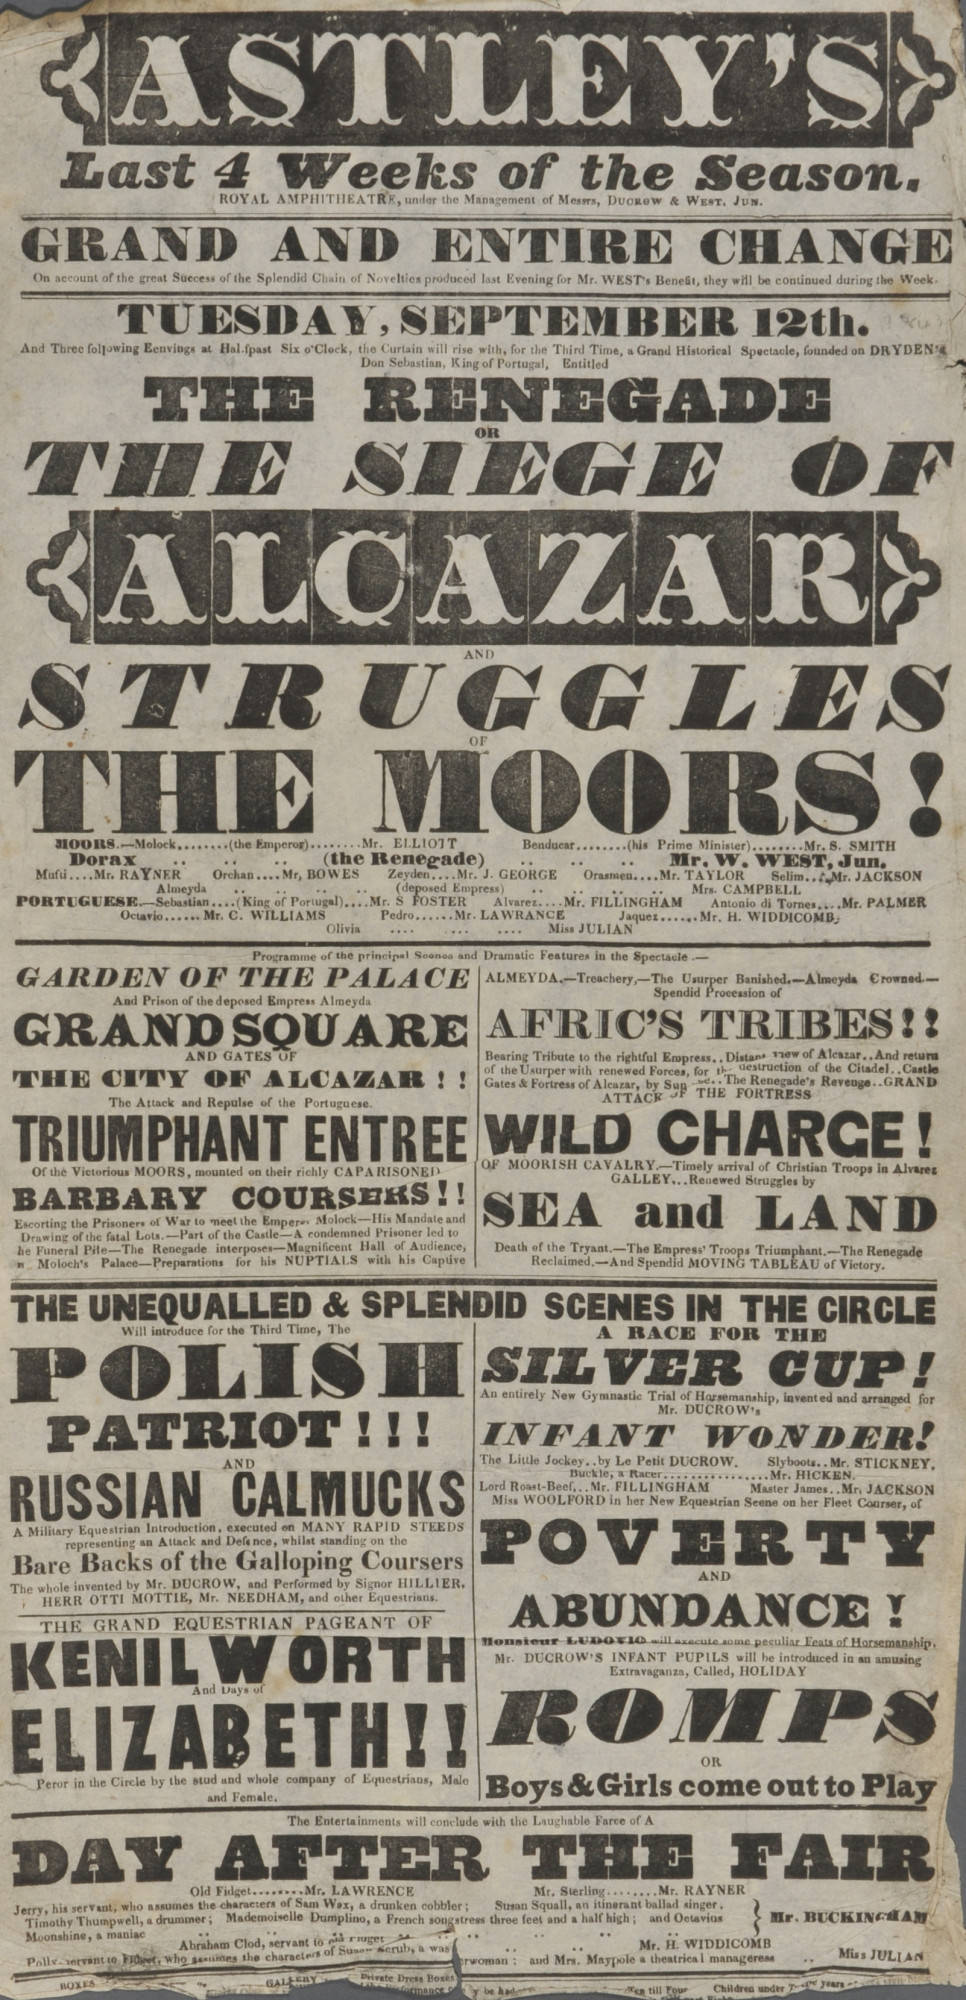 ASTLEY'S
Last 4 Weeks of the Season.
ROYAL AMPHITHEATRE, under the Management of Messrs, DUCROW & WEST, JUN.
GRAND AND ENTIRE CHANGE
On account of the great Success of the Splendid Chain of Novelties produced last Evening for Mr. WEST's Benefit, they will be continued during the Week.
TUESDAY, SEPTEMBER 12th.
And Three following Eenvings at Hal.fpast Six o'Clock, the Curtain will rise with, for the Third Time, a Grand Historical Spectacle, founded on DRYDEN's
Don Sebastian, King of Portugal, Entitled
THE RENEGADE
OR
THE SIEGE OF
ALCAZAR
AND
STRUGGLES
OF
THE MOORS!
MOORS.—Molock........(the Emperor)........Mr. ELLIOTT Benducar........(his Prime Minister)........Mr. S. SMITH
Dorax .. .. .. (the Renegade) .. .. .. Mr. W. WEST, Jun.
Mufti....Mr. RAYNER Orchan....Mr, BOWES Zeyden....Mr. J. GEORGE Orasmen....Mr. TAYLOR Selim....Mr. JACKSON
Almeyda .. .. .. (deposed Empress) .. .. .. .. Mrs. CAMPBELL
PORTUGUESE.—Sebastian....(King of Portugal)....Mr. S FOSTER Alvarez....Mr. FILLINGHAM Antonio di Tornes....Mr. PALMER
Octavio......Mr. C. WILLIAMS Pedro......Mr. LAWRANCE Jaquez......Mr. H. WIDDICOMB.
Olivia .... .... .... Miss JULIAN
Programme of the principal Scenes and Dramatic Features in the Spectacle.—
GARDEN OF THE PALACE
And Prison of the deposed Empress Almeyda
GRAND SQUARE
AND GATES OF
THE CITY OF ALCAZAR ! !
The Attack and Repulse of the Portuguese.
TRIUMPHANT ENTREE
Of the Victorious MOORS, mounted on their richly CAPARISONED
BARBARY COURSERS!!
Escorting the Prisoners of War to meet the Emperor Molock—His Mandate and
Drawing of the fatal Lots.—Part of the Castle—A condemned Prisoner led to
he Funeral Pile—The Renegade interposes—Magnificent Hall of Audience,
Moloch's Palace—Preparations for his NUPTIALS with his Captive
ALMEYDA.—Treachery,—The Usurper Banished.—Almeyda Crowned—
Spendid Procession of
AFRIC'S TRIBES!!
Bearing Tribute to the rightful Empress..Distant view of Alcazar..And return
of the Usurper with renewed Forces, for the destruction of the Citadel..Castle
Gates & Fortress of Alcazar, by ..The Renegade's Revenge..GRAND
ATTACK OF THE FORTRESS
WILD CHARGE!
OF MOORISH CAVALRY.—Timely arrival of Christian Troops in Alvarez
GALLEY...Renewed Struggles by
SEA and LAND
Death of the Tryant.—The Empress' Troops Triumphant.—The Renegade
Reclaimed.—And Spendid MOVING TABLEAU of Victory.
THE UNEQUALLED & SPLENDID SCENES IN THE CIRCLE
Will introduce for the Third Time, The
POLISH
PATRIOT!!!
AND
RUSSIAN CALMUCKS
A Military Equestrian Introduction, executed on MANY RAPID STEEDS
representing an Attack and Defence, whilst standing on the
Bare Backs of the Galloping Coursers
The whole invented by Mr. DUCROW, and Performed by Signor HILLIER,
HERR OTTI MOTTIE, Mr. NEEDHAM, and other Equestrians.
THE GRAND EQUESTRIAN PAGEANT OF
KENILWORTH
And Days of
ELIZABETH!!
Peror in the Circle by the stud and whole company of Equestrians, Male
and Female.
A RACE FOR THE
SILVER CUP!
An entirely New Gymnastic Trial of Horsemanship, invented and arranged for
Mr. DUCROW's
INFANT WONDER!
The Little Jockey..by Le Petit DUCROW. Slyboots..Mr. STICKNEY.
Buckle, a Racer................Mr. HICKEN.
Lord Roast-Beef...Mr. FILLINGHAM Master James..Mr. JACKSON
Miss WOOLFORD in her New Equestrian Scene on her Fleet Courser, of
POVERTY
AND
ABUNDANCE!
Monsieur LUDOVIC will execute some peculiar Feats of Horsemanship.
Mr. DUCROW'S INFANT PUPILS will be introduced in an amusing
Extravaganza, Called, HOLIDAY
ROMPS
OR
Boys & Girls come out to Play
The Entertainments will conclude with the Laughable Farce of A
DAY AFTER THE FAIR
Old Fidget........Mr. LAWRENCE Mr. Sterling........Mr. RAYNER
Jerry, his servant, who assumes the characters of Sam Wax, a drunken cobbler; Susan Squall, an itinerant ballad singer,
Timothy Thumpwell, a drummer; Mademoiselle Dumplino, a French songstress three feet and a half high; and Octavius } Mr. BUCKINGHAM
Moonshine, a maniac
Abraham Clod, servant to old Fidget .. .. .. Mr. H. WIDDICOMB
Polly servant to Fidget, who assumes the characters of Susan Scrub, a was erwoman; and Mrs. Maypole a theatrical manageress .. Miss JULIAN
BOXES GALLERY Private Dress Boxes Ten till Four Children under years